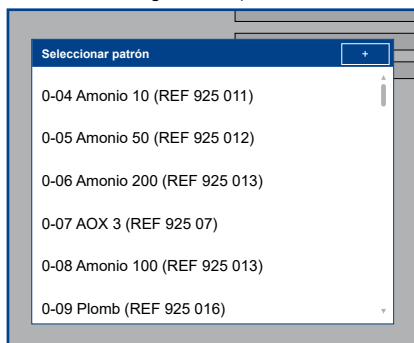 Seleccionar patrón
+
0-04 Amonio 10 (REF 925 011)
0-05 Amonio 50 (REF 925 012)
0-06 Amonio 200 (REF 925 013)
0-07 AOX 3 (REF 925 07)
0-08 Amonio 100 (REF 925 013)
0-09 Plomb (REF 925 016)